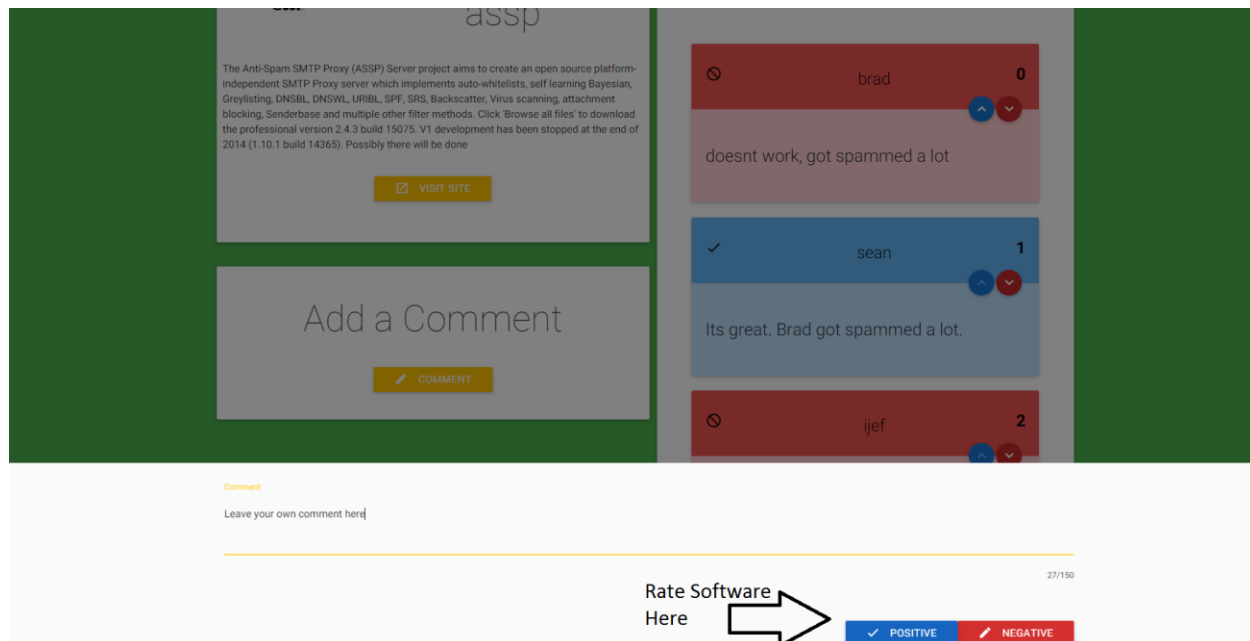 assp
The Anti-Spam SMTP Proxy (ASSP) Server project aims to create an open source platform-
independent SMTP Proxy server which implements auto-whitelists, self learning Bayesian,
Greylisting, DNSBL, DNSWL, URIBL, SPF, SRS, Backscatter, Virus scanning, attachment
blocking, Senderbase and multiple other filter methods. Click 'Browse all files' to download
the professional version 2.4.3 build 15075. V1 development has been stopped at the end of
2014 (1.10.1 build 14365). Possibly there will be done
VISIT SITE
Add a Comment
COMMENT
brad 0
doesnt work, got spammed a lot
sean 1
Its great. Brad got spammed a lot.
ijef 2
Comment
Leave your own comment here
27/150
Rate Software
Here
POSITIVE NEGATIVE